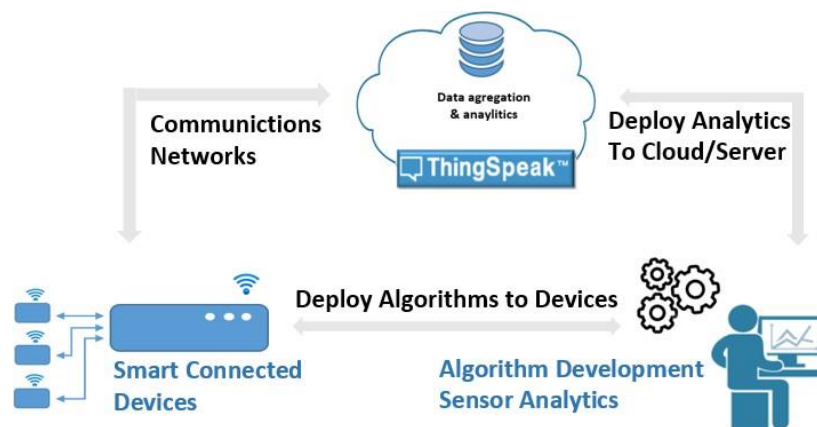 Data agregation
& anaylitics
ThingSpeak™
Communictions
Networks
Deploy Analytics
To Cloud/Server
Deploy Algorithms to Devices
Smart Connected
Devices
Algorithm Development
Sensor Analytics